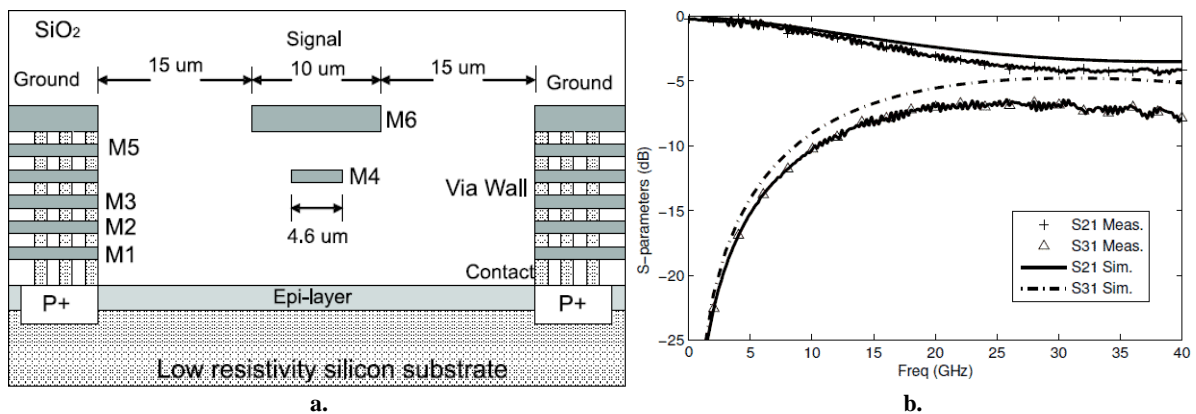 SiO2
Signal
Ground
15 um
10 um
15 um
Ground
M6
M5
M4
Via Wall
M3
M2
4.6 um
M1
Contact
P+
Epi-layer
P+
Low resistivity silicon substrate
a.
S-parameters (dB)
0
−5
−10
−15
−20
−25
S21 Meas.
S31 Meas.
S21 Sim.
S31 Sim.
0 5 10 15 20 25 30 35 40
Freq (GHz)
b.